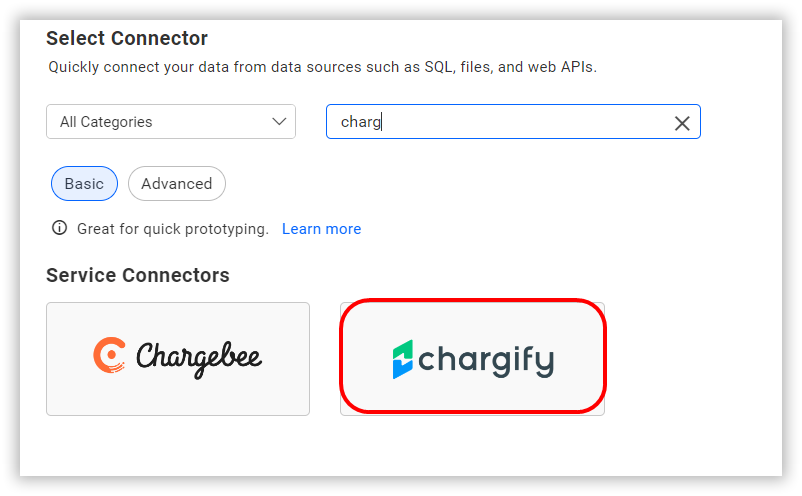 Select Connector
Quickly connect your data from data sources such as SQL, files, and web APIs.
All Categories
charg
Basic
Advanced
Great for quick prototyping. Learn more
Service Connectors
Chargebee
chargify